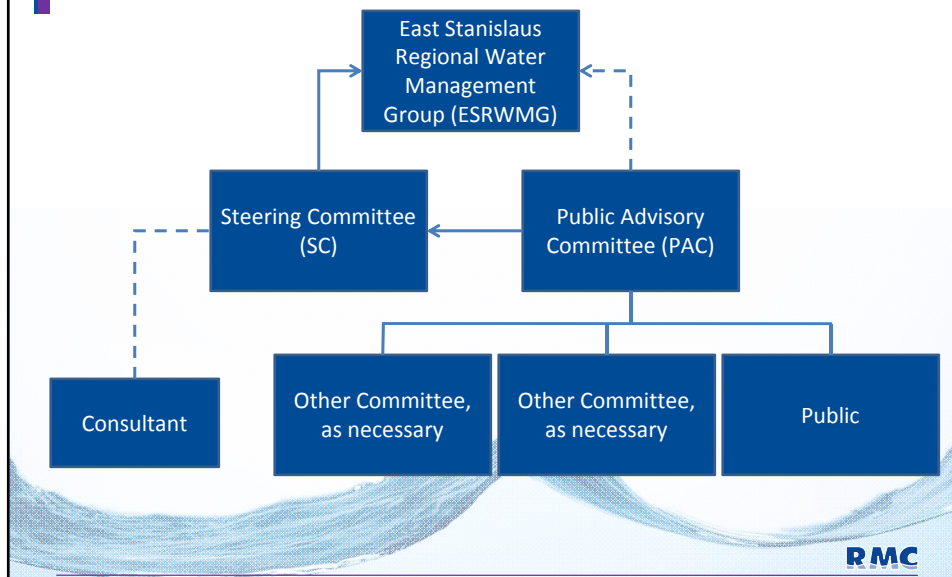 East Stanislaus
Regional Water
Management
Group (ESRWMG)
Steering Committee
(SC)
Public Advisory
Committee (PAC)
Consultant
Other Committee,
as necessary
Other Committee,
as necessary
Public
RMC